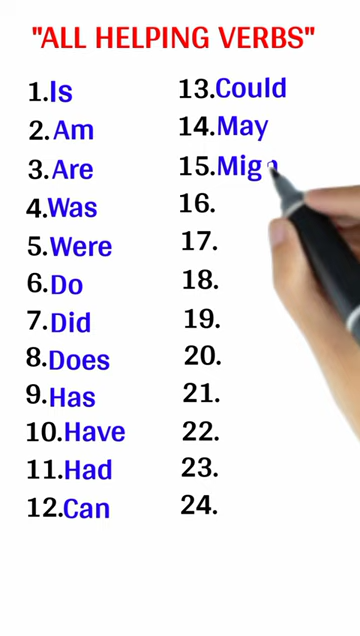 "ALL HELPING VERBS"
1.Is
2.Am
3.Are
4.Was
5.Were
6.Do
7.Did
8.Does
9.Has
10.Have
11.Had
12.Can
13.Could
14.May
15.Mig
16.
17.
18.
19.
20.
21.
22.
23.
24.